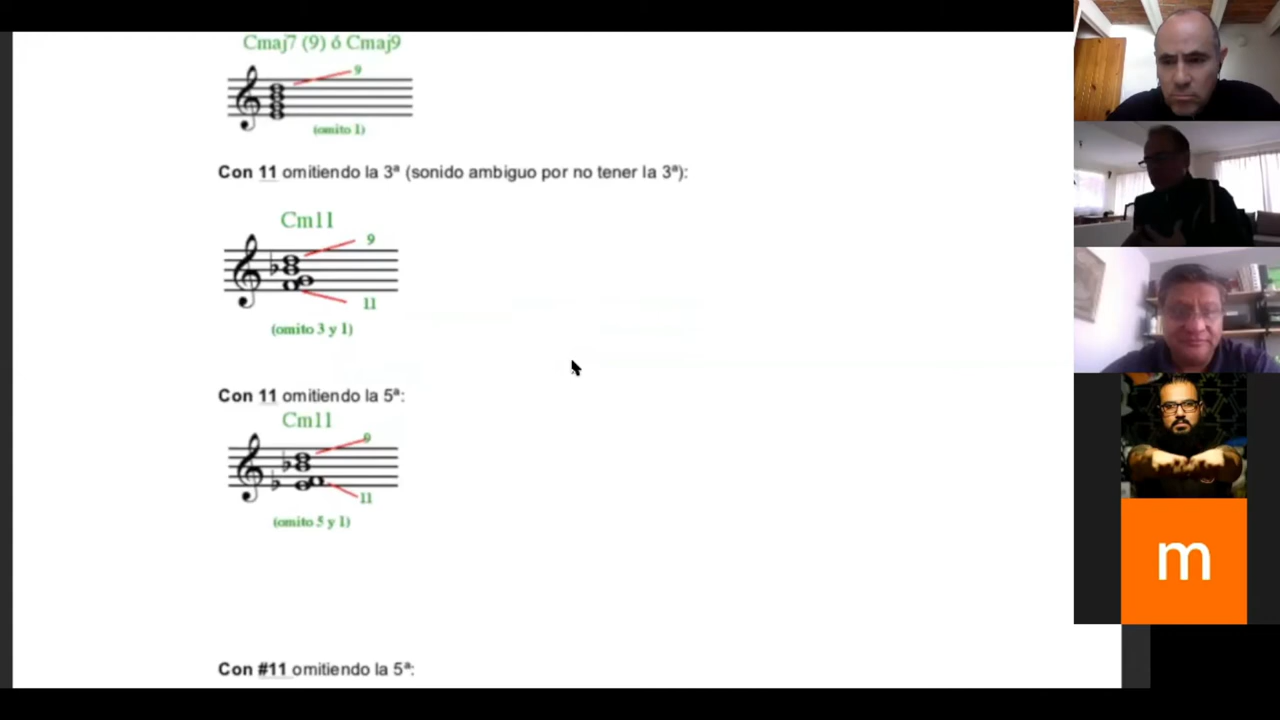 Cmaj7 (9) ó Cmaj9
9
(omito 1)
Con 11 omitiendo la 3ª (sonido ambiguo por no tener la 3ª):
Cm11
9
11
(omito 3 y 1)
Con 11 omitiendo la 5ª:
Cm11
9
11
(omito 5 y 1)
Con #11 omitiendo la 5ª:
m